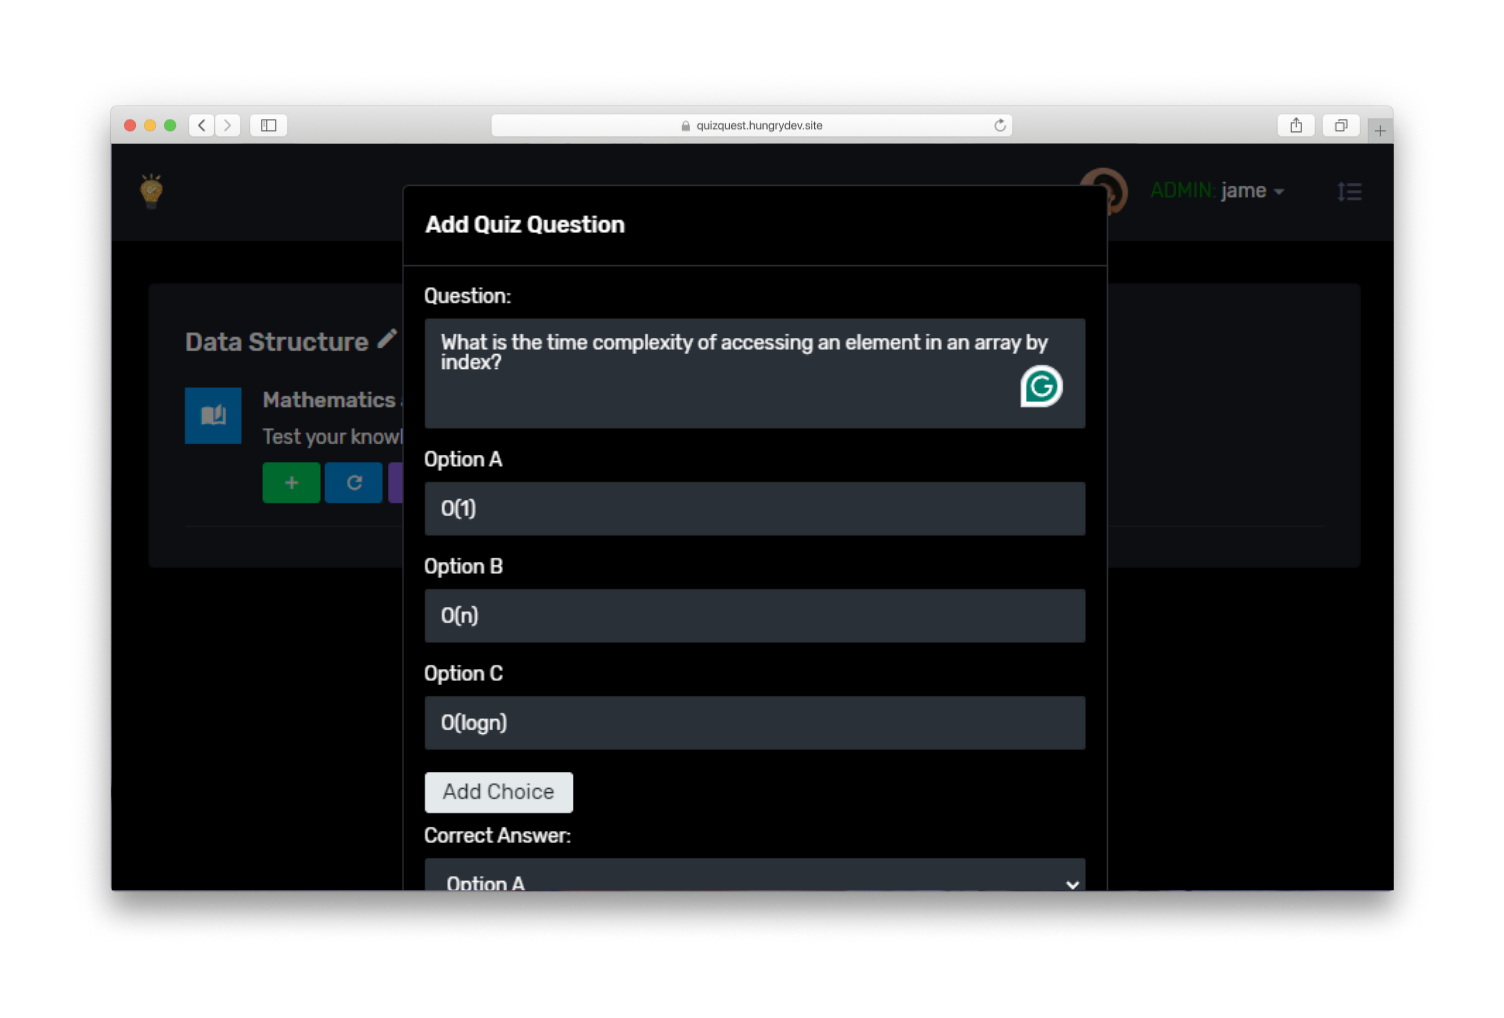 quizquest.hungrydev.site
ADMIN: jame
Add Quiz Question
Question:
What is the time complexity of accessing an element in an array by
index?
Data Structure
Mathematics
Test your knowl
Option A
O(1)
Option B
O(n)
Option C
O(logn)
Add Choice
Correct Answer:
Option A